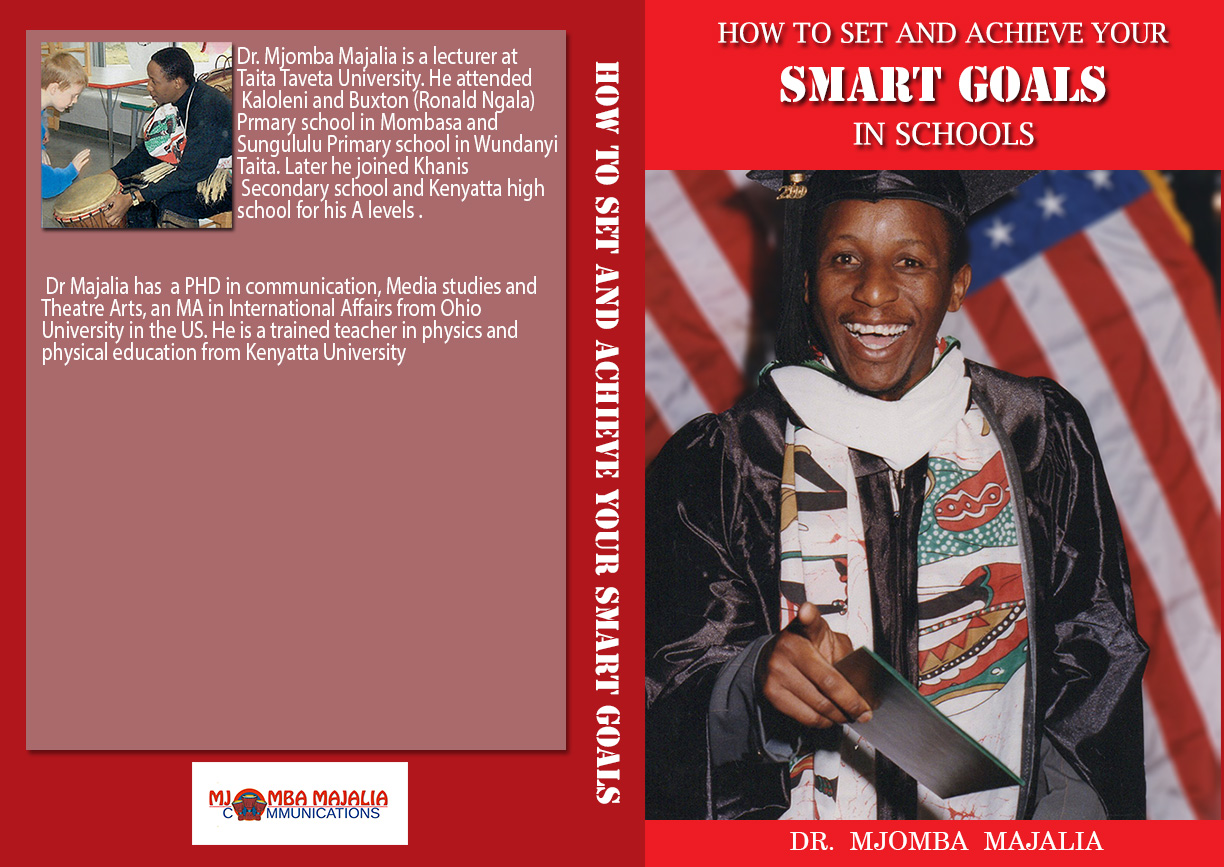 Dr. Mjomba Majalia is a lecturer at
Taita Taveta University. He attended
Kaloleni and Buxton (Ronald Ngala)
Prmary school in Mombasa and
Sungululu Primary school in Wundanyi
Taita. Later he joined Khanis
Secondary school and Kenyatta high
school for his A levels .
Dr Majalia has a PHD in communication, Media studies and
Theatre Arts, an MA in International Affairs from Ohio
University in the US. He is a trained teacher in physics and
physical education from Kenyatta University
MJOMBA MAJALIA
COMMUNICATIONS
HOW TO SET AND ACHIEVE YOUR SMART GOALS
HOW TO SET AND ACHIEVE YOUR
SMART GOALS
IN SCHOOLS
DR. MJOMBA MAJALIA